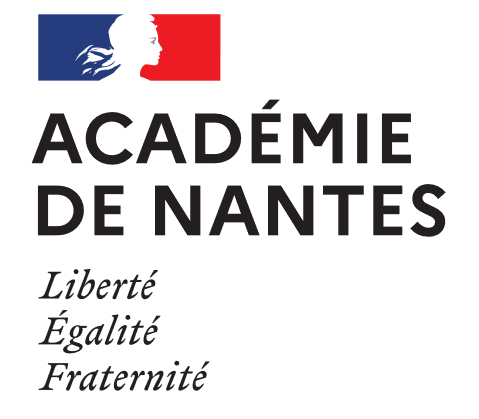 ACADÉMIE
DE NANTES
Liberté
Égalité
Fraternité